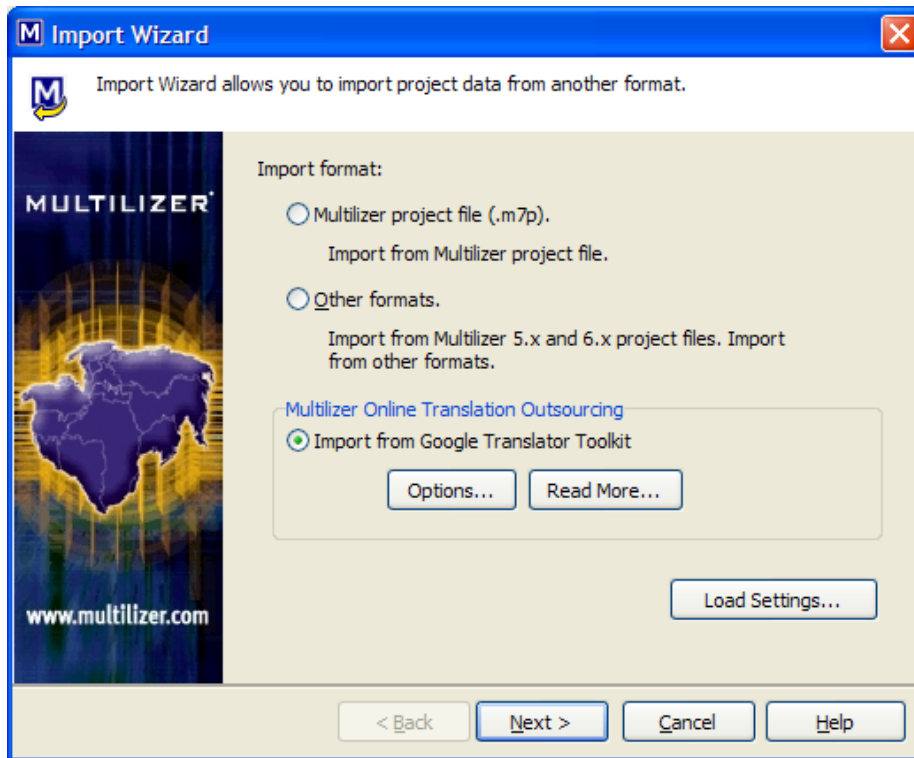 M Import Wizard
M
Import Wizard allows you to import project data from another format.
MULTILIZER
www.multilizer.com
Import format:
Multilizer project file (.m7p).
Import from Multilizer project file.
Other formats.
Import from Multilizer 5.x and 6.x project files. Import
from other formats.
Multilizer Online Translation Outsourcing
Import from Google Translator Toolkit
Options... Read More...
Load Settings...
< Back Next > Cancel Help